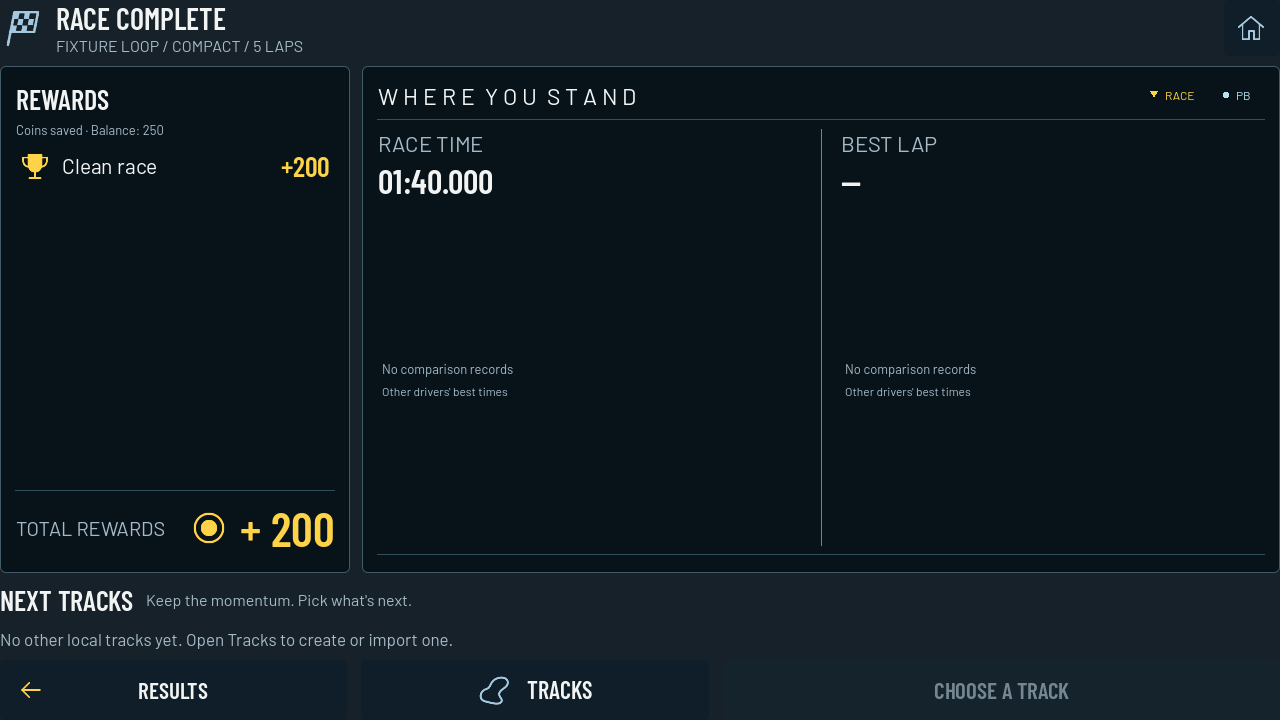 RACE COMPLETE
FIXTURE LOOP / COMPACT / 5 LAPS
REWARDS
Coins saved · Balance: 250
Clean race +200
TOTAL REWARDS + 200
WHERE YOU STAND
RACE PB
RACE TIME
01:40.000
No comparison records
Other drivers' best times
BEST LAP
—
No comparison records
Other drivers' best times
NEXT TRACKS Keep the momentum. Pick what's next.
No other local tracks yet. Open Tracks to create or import one.
RESULTS
TRACKS
CHOOSE A TRACK